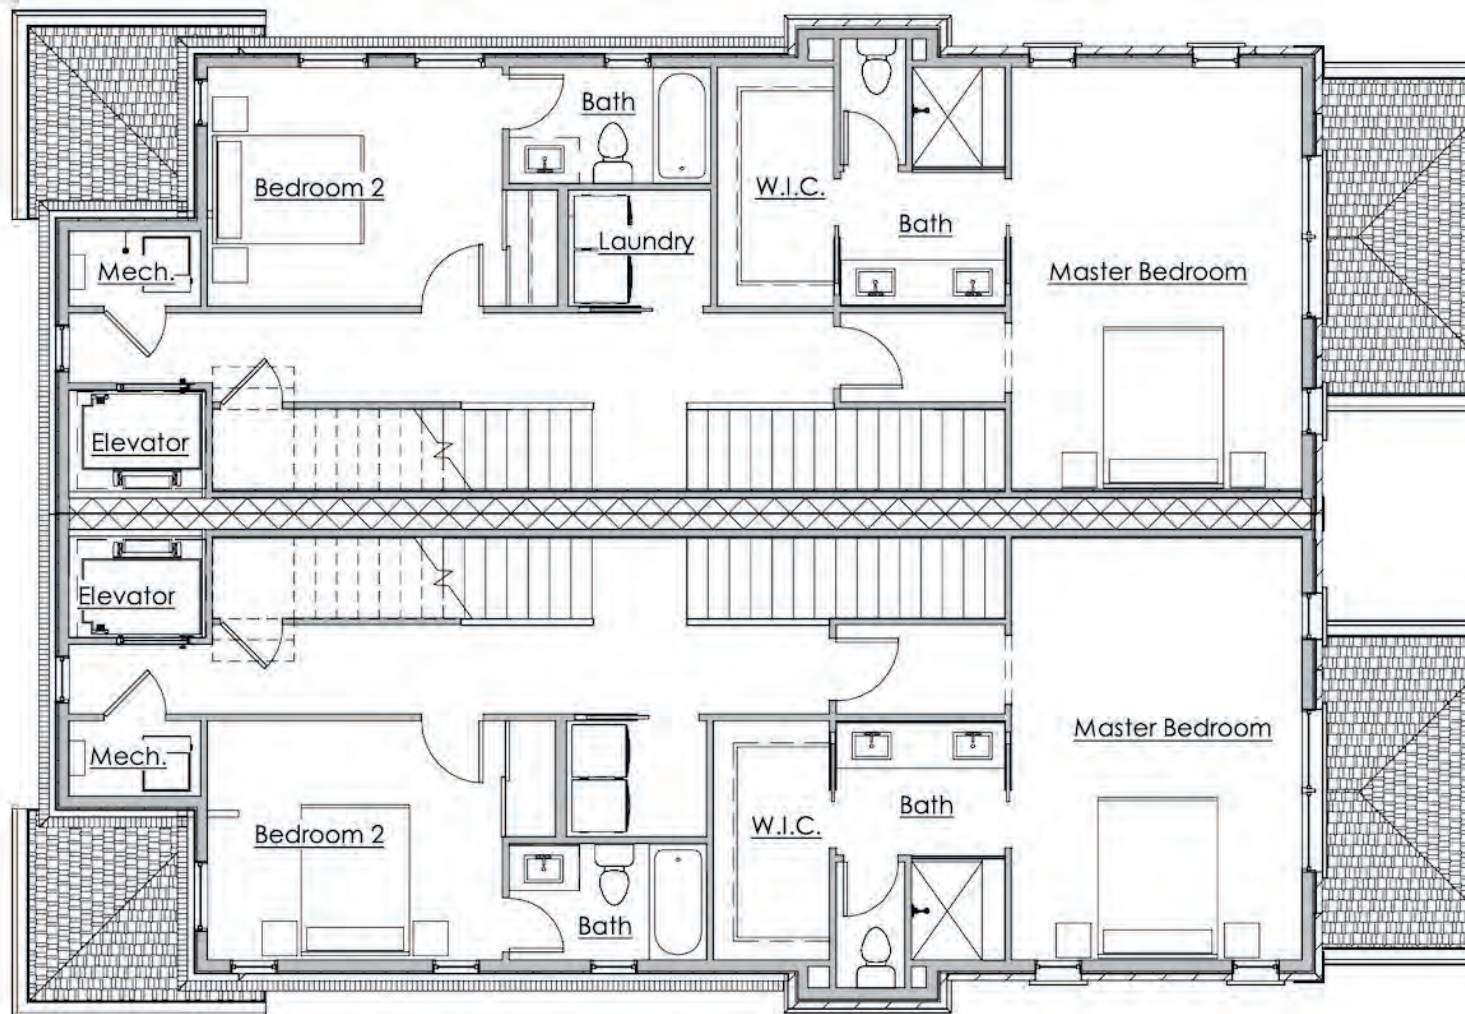 Bath
Bedroom 2
W.I.C.
Bath
Laundry
Mech.
Master Bedroom
Elevator
Elevator
Master Bedroom
Mech.
Bath
Bedroom 2
W.I.C.
Bath